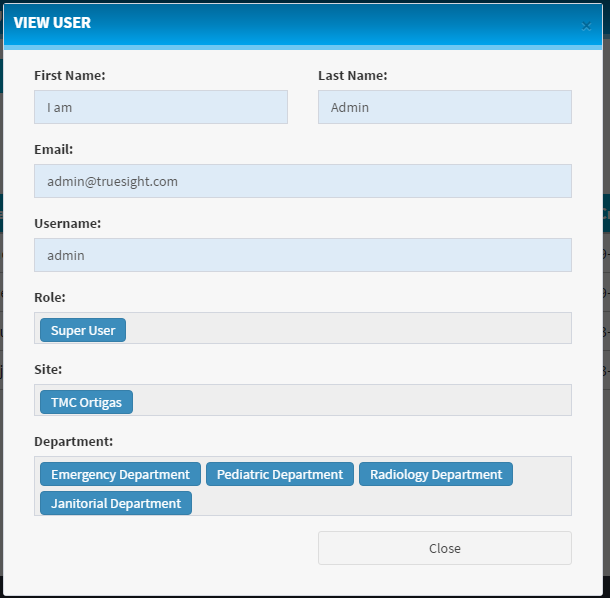 VIEW USER ×
First Name: Last Name:
I am Admin
Email:
admin@truesight.com
Username:
admin
Role:
Super User
Site:
TMC Ortigas
Department:
Emergency Department Pediatric Department Radiology Department
Janitorial Department
Close